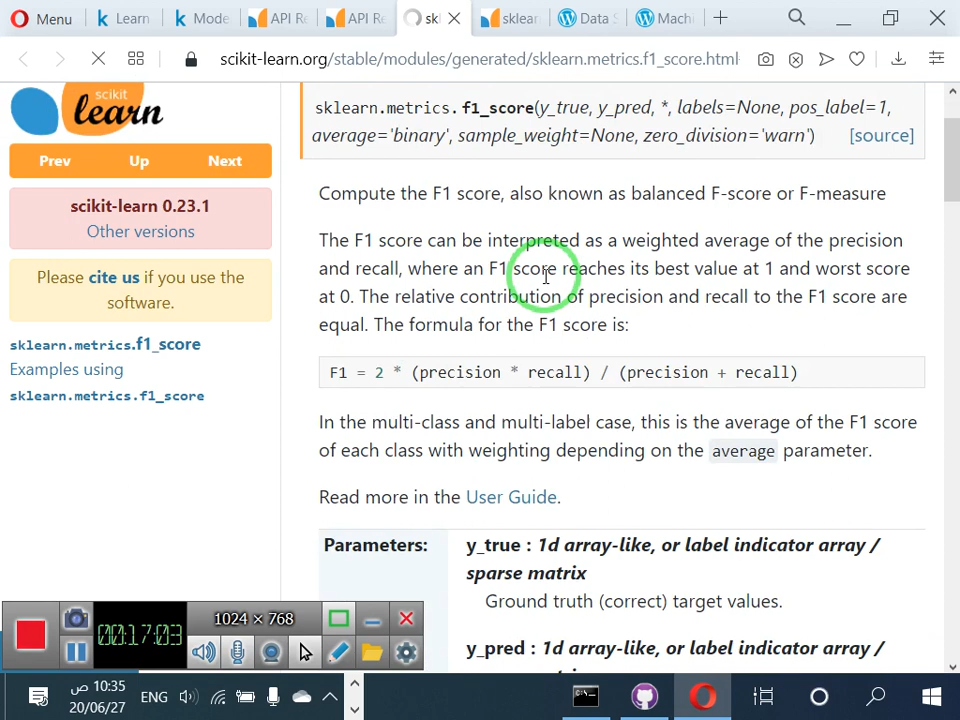 Menu
Learn
Mode
API Re
API Re
sk
sklearn
Data S
Machi
scikit-learn.org/stable/modules/generated/sklearn.metrics.f1_score.html
scikit
learn
Prev Up Next
scikit-learn 0.23.1
Other versions
Please cite us if you use the
software.
sklearn.metrics.f1_score
Examples using
sklearn.metrics.f1_score
sklearn.metrics.f1_score(y_true, y_pred, *, labels=None, pos_label=1,
average='binary', sample_weight=None, zero_division='warn') [source]
Compute the F1 score, also known as balanced F-score or F-measure
The F1 score can be interpreted as a weighted average of the precision
and recall, where an F1 score reaches its best value at 1 and worst score
at 0. The relative contribution of precision and recall to the F1 score are
equal. The formula for the F1 score is:
F1 = 2 * (precision * recall) / (precision + recall)
In the multi-class and multi-label case, this is the average of the F1 score
of each class with weighting depending on the average parameter.
Read more in the User Guide.
Parameters:
y_true : 1d array-like, or label indicator array /
sparse matrix
Ground truth (correct) target values.
y_pred : 1d array-like, or label indicator array /
00:17:03
1024 × 768
ENG
10:35 ص
20/06/27